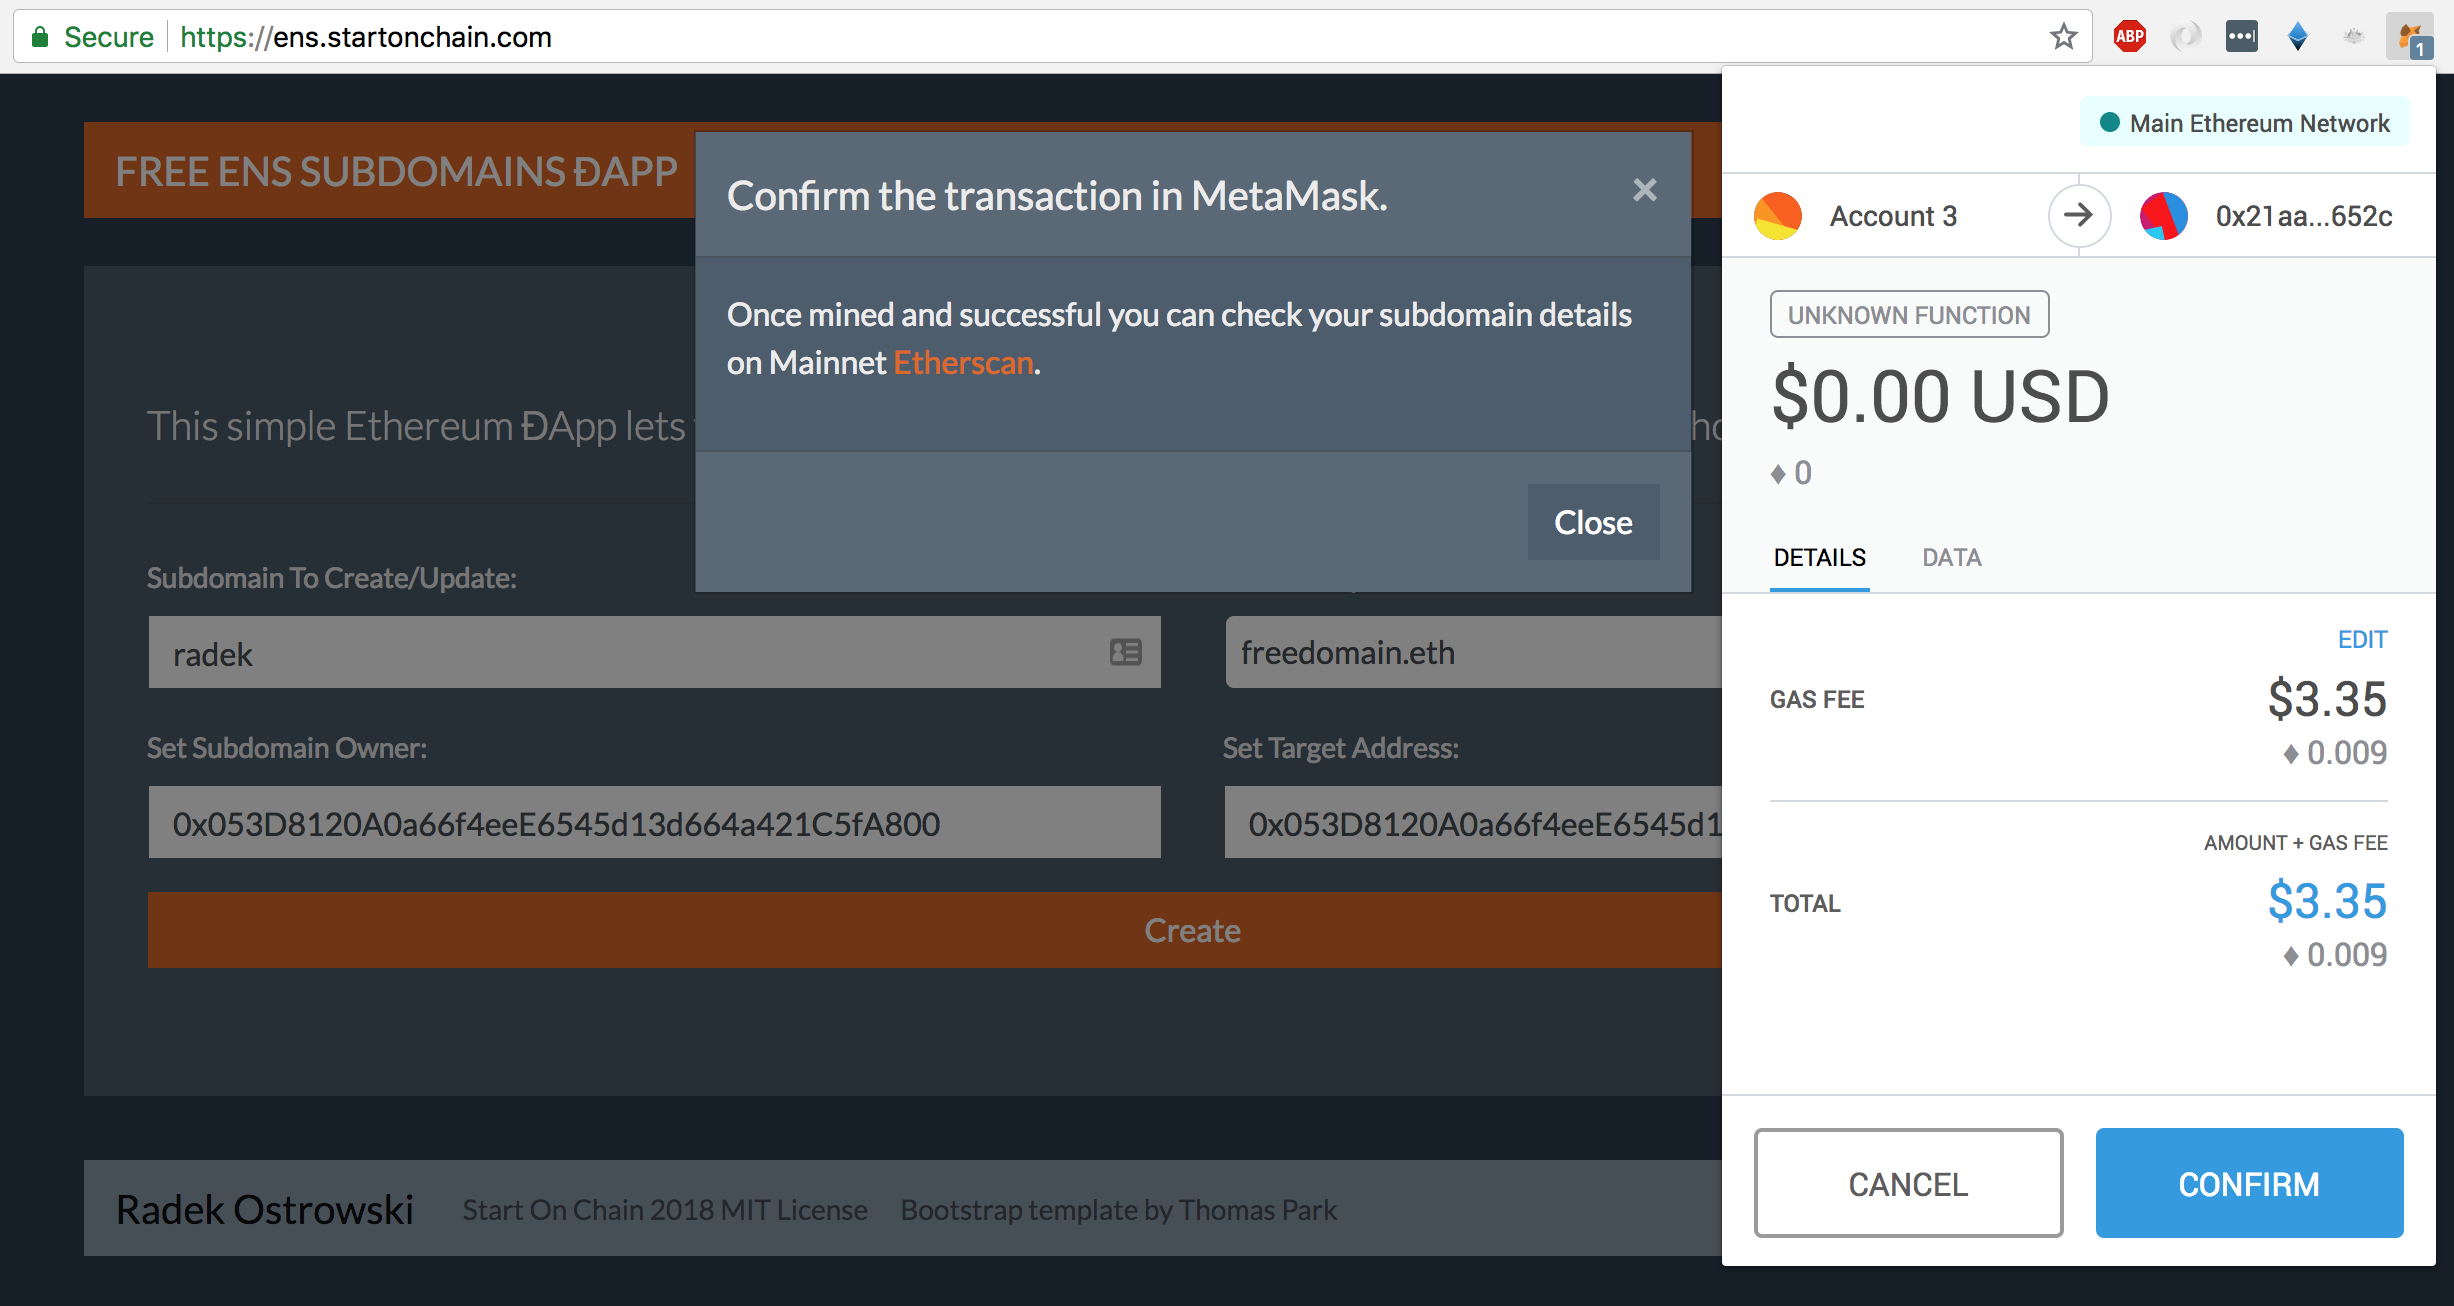 Secure https://ens.startonchain.com
ABP
1
FREE ENS SUBDOMAINS ÐAPP
Confirm the transaction in MetaMask.
×
Once mined and successful you can check your subdomain details
on Mainnet Etherscan.
Close
This simple Ethereum ÐApp lets
Subdomain To Create/Update:
radek
freedomain.eth
Set Subdomain Owner:
Set Target Address:
0x053D8120A0a66f4eeE6545d13d664a421C5fA800
0x053D8120A0a66f4eeE6545d1
Create
Radek Ostrowski
Start On Chain 2018 MIT License
Bootstrap template by Thomas Park
Main Ethereum Network
Account 3
0x21aa...652c
UNKNOWN FUNCTION
$0.00 USD
0
DETAILS
DATA
EDIT
GAS FEE
$3.35
0.009
AMOUNT + GAS FEE
TOTAL
$3.35
0.009
CANCEL
CONFIRM